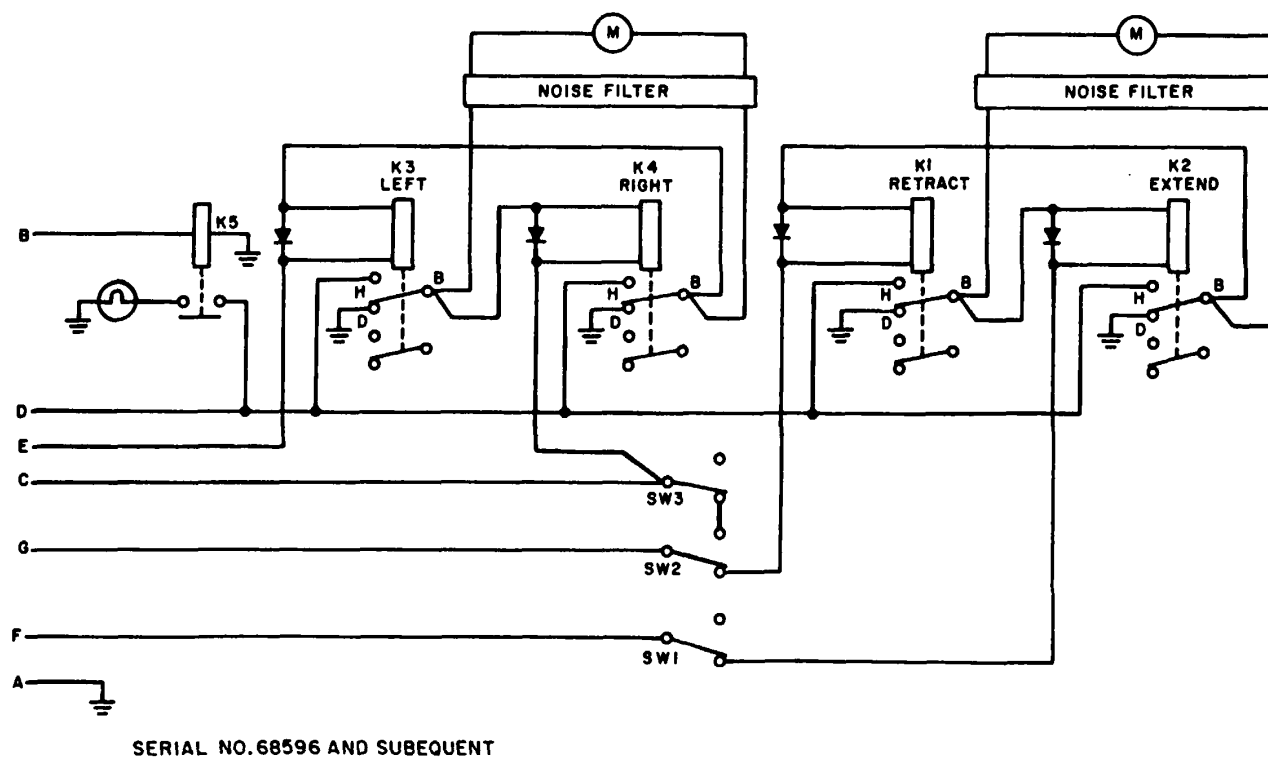 M
M
NOISE FILTER
NOISE FILTER
K3
LEFT
K4
RIGHT
K1
RETRACT
K2
EXTEND
B
K5
H
B
D
H
B
D
H
B
D
H
B
D
D
E
C
SW3
G
SW2
F
SW1
A
SERIAL NO.68596 AND SUBEQUENT